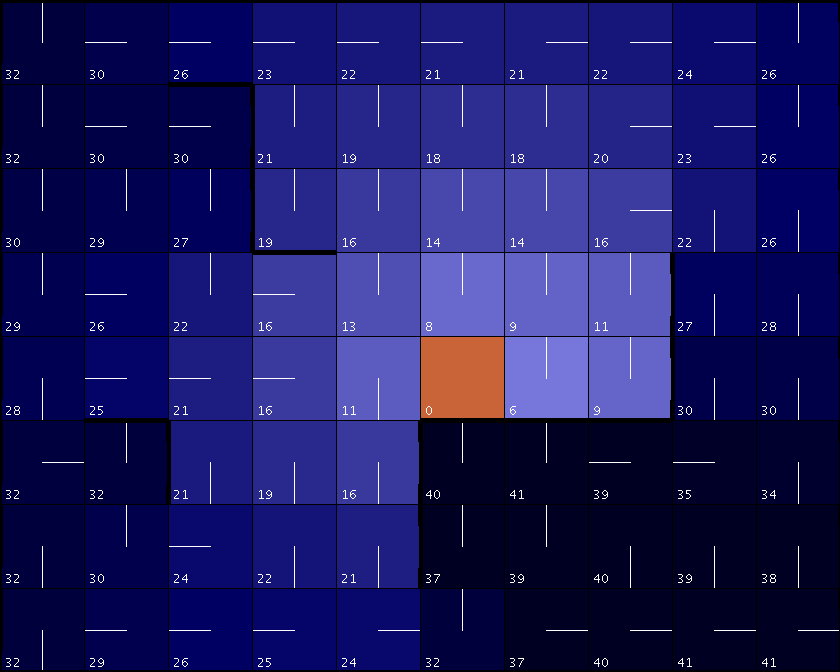 32 30 26 23 22 21 21 22 24 26
32 30 30 21 19 18 18 20 23 26
30 29 27 19 16 14 14 16 22 26
29 26 22 16 13 8 9 11 27 28
28 25 21 16 11 0 6 9 30 30
32 32 21 19 16 40 41 39 35 34
32 30 24 22 21 37 39 40 39 38
32 29 26 25 24 32 37 40 41 41